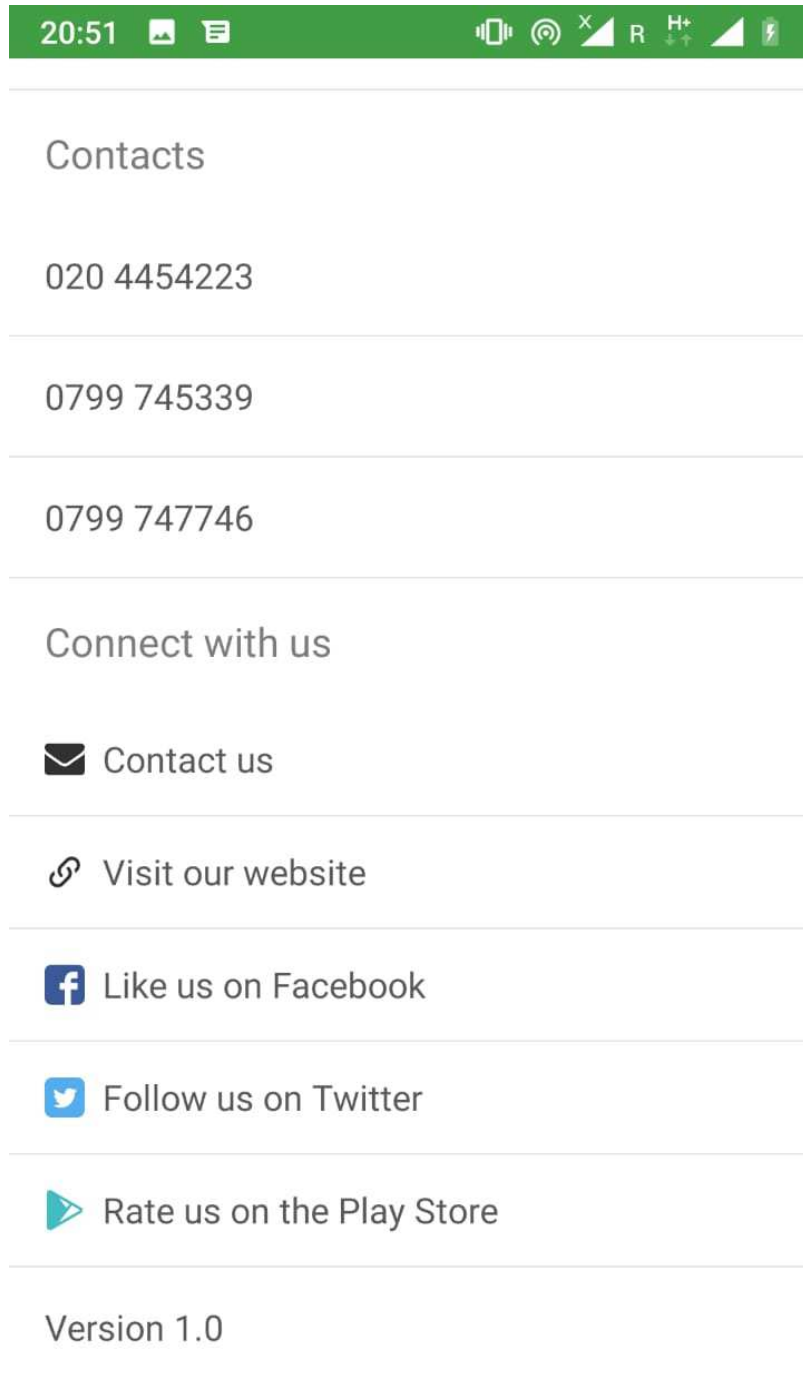 20:51
X R H+
Contacts
020 4454223
0799 745339
0799 747746
Connect with us
Contact us
Visit our website
Like us on Facebook
Follow us on Twitter
Rate us on the Play Store
Version 1.0